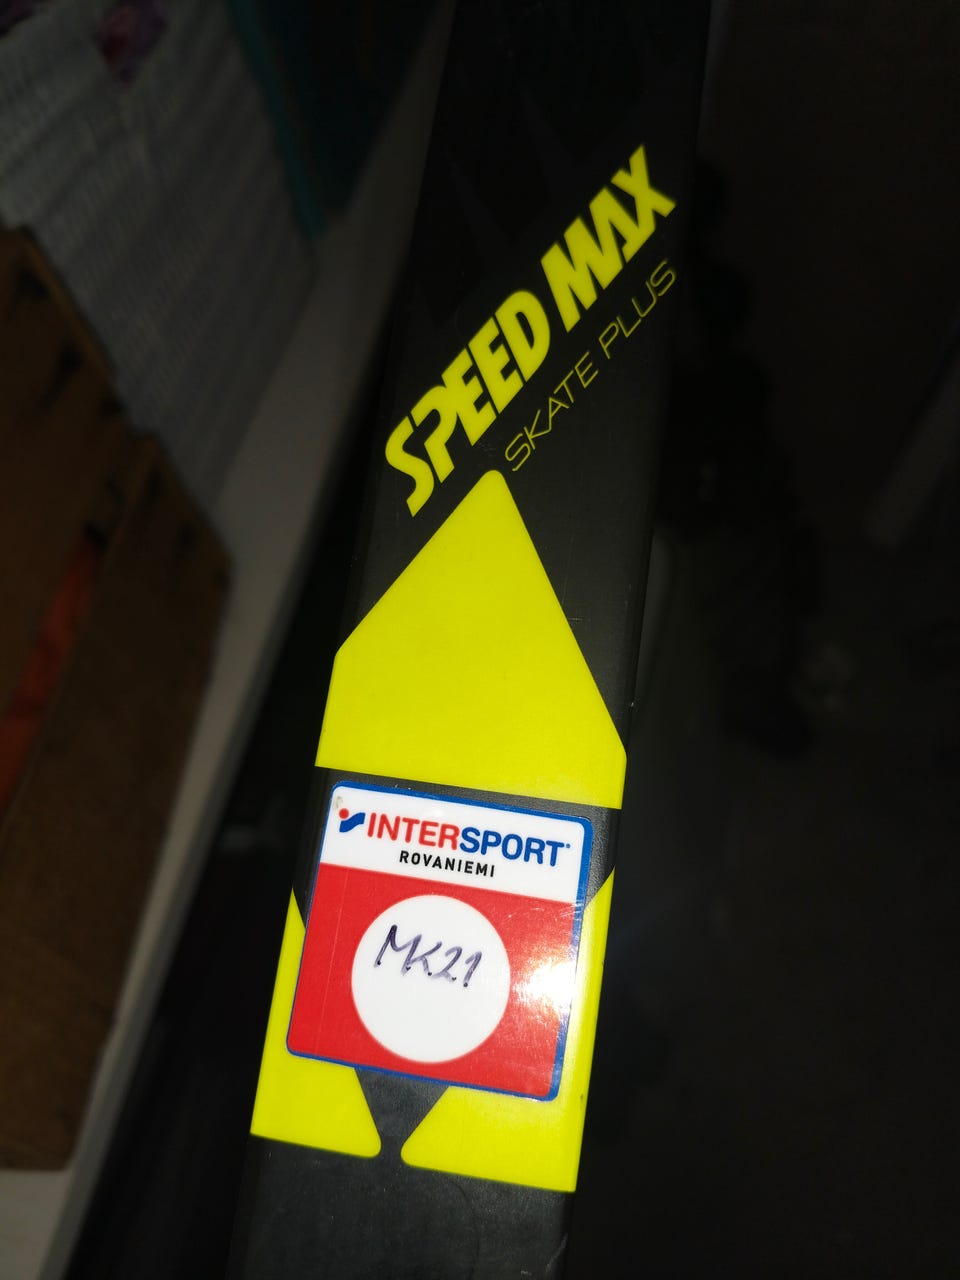 SPEED MAX
SKATE PLUS
INTERSPORT
ROVANIEMI
MK21